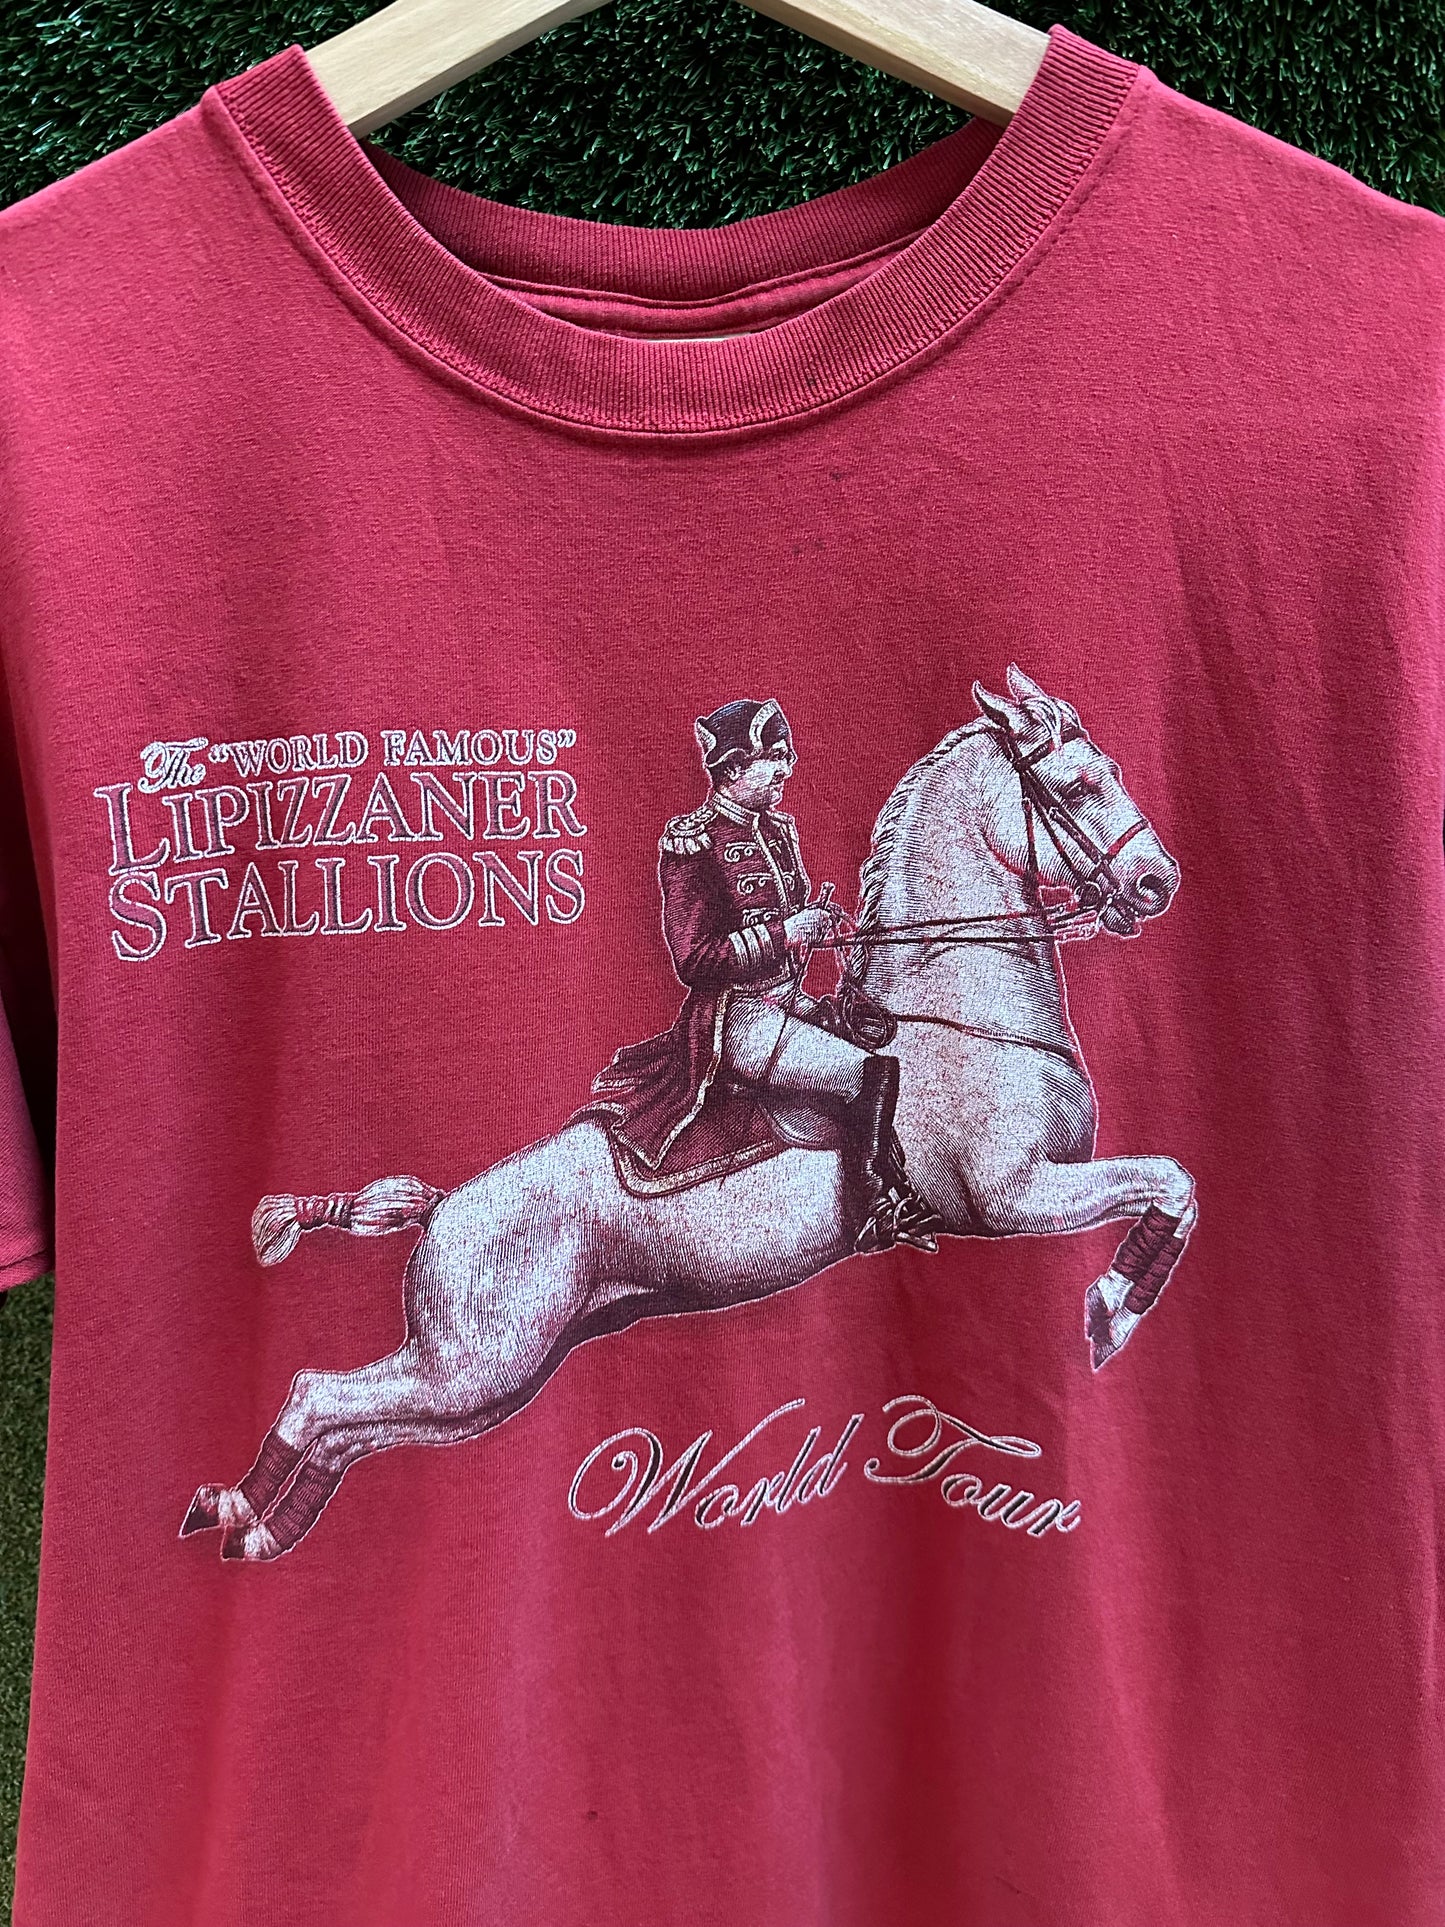 The "WORLD FAMOUS"
LIPIZZANER
STALLIONS
World Tour